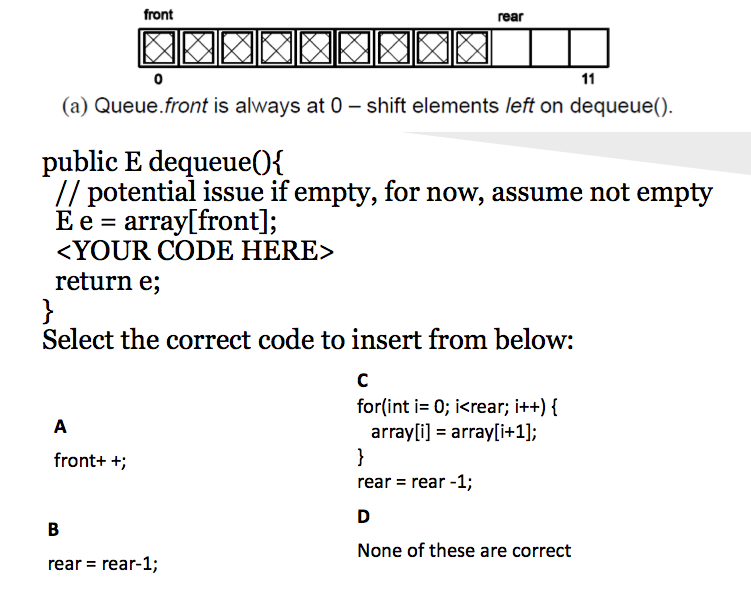 front
rear
0
11
(a) Queue.front is always at 0 – shift elements left on dequeue().
public E dequeue(){
// potential issue if empty, for now, assume not empty
E e = array[front];
<YOUR CODE HERE>
return e;
}
Select the correct code to insert from below:
A
front+ +;
B
rear = rear-1;
C
for(int i= 0; i<rear; i++) {
array[i] = array[i+1];
}
rear = rear -1;
D
None of these are correct